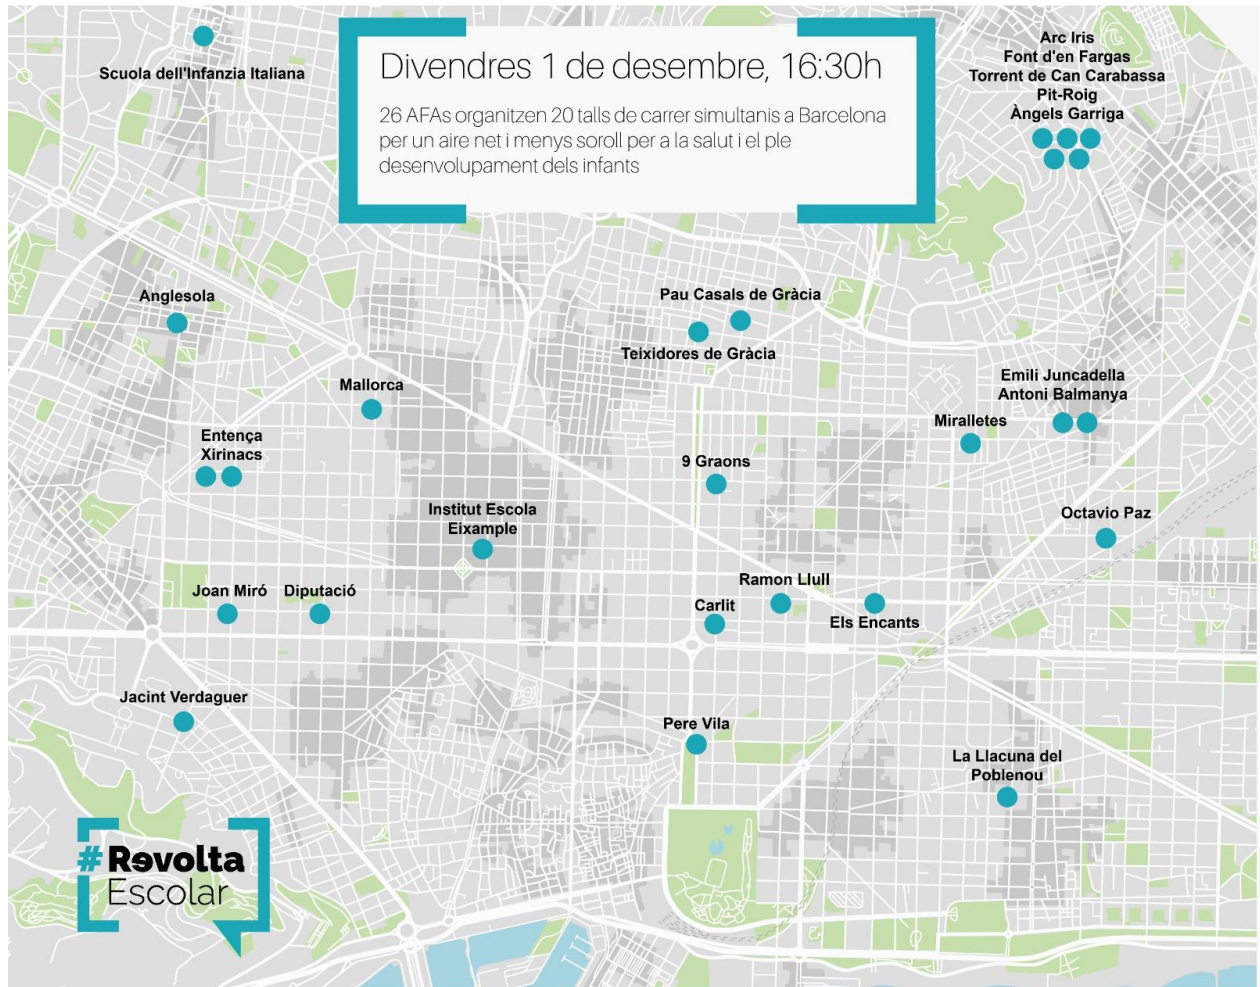 Divendres 1 de desembre, 16:30h
26 AFAs organitzen 20 talls de carrer simultanis a Barcelona
per un aire net i menys soroll per a la salut i el ple
desenvolupament dels infants
Scuola dell'Infanzia Italiana
Arc Iris
Font d'en Fargas
Torrent de Can Carabassa
Pit-Roig
Àngels Garriga
Anglesola
Pau Casals de Gràcia
Teixidores de Gràcia
Mallorca
Emili Juncadella
Antoni Balmanya
Miralletes
Entença
Xirinacs
9 Graons
Institut Escola
Eixample
Octavio Paz
Joan Miró
Diputació
Ramon Llull
Carlit
Els Encants
Jacint Verdaguer
Pere Vila
La Llacuna del
Poblenou
#Revolta
Escolar